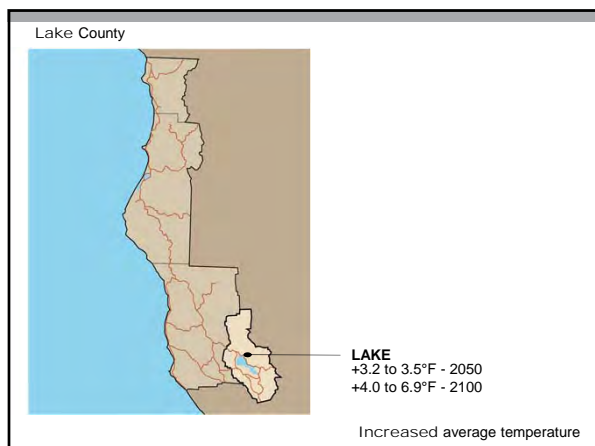 Lake County
LAKE
+3.2 to 3.5°F - 2050
+4.0 to 6.9°F - 2100
Increased average temperature